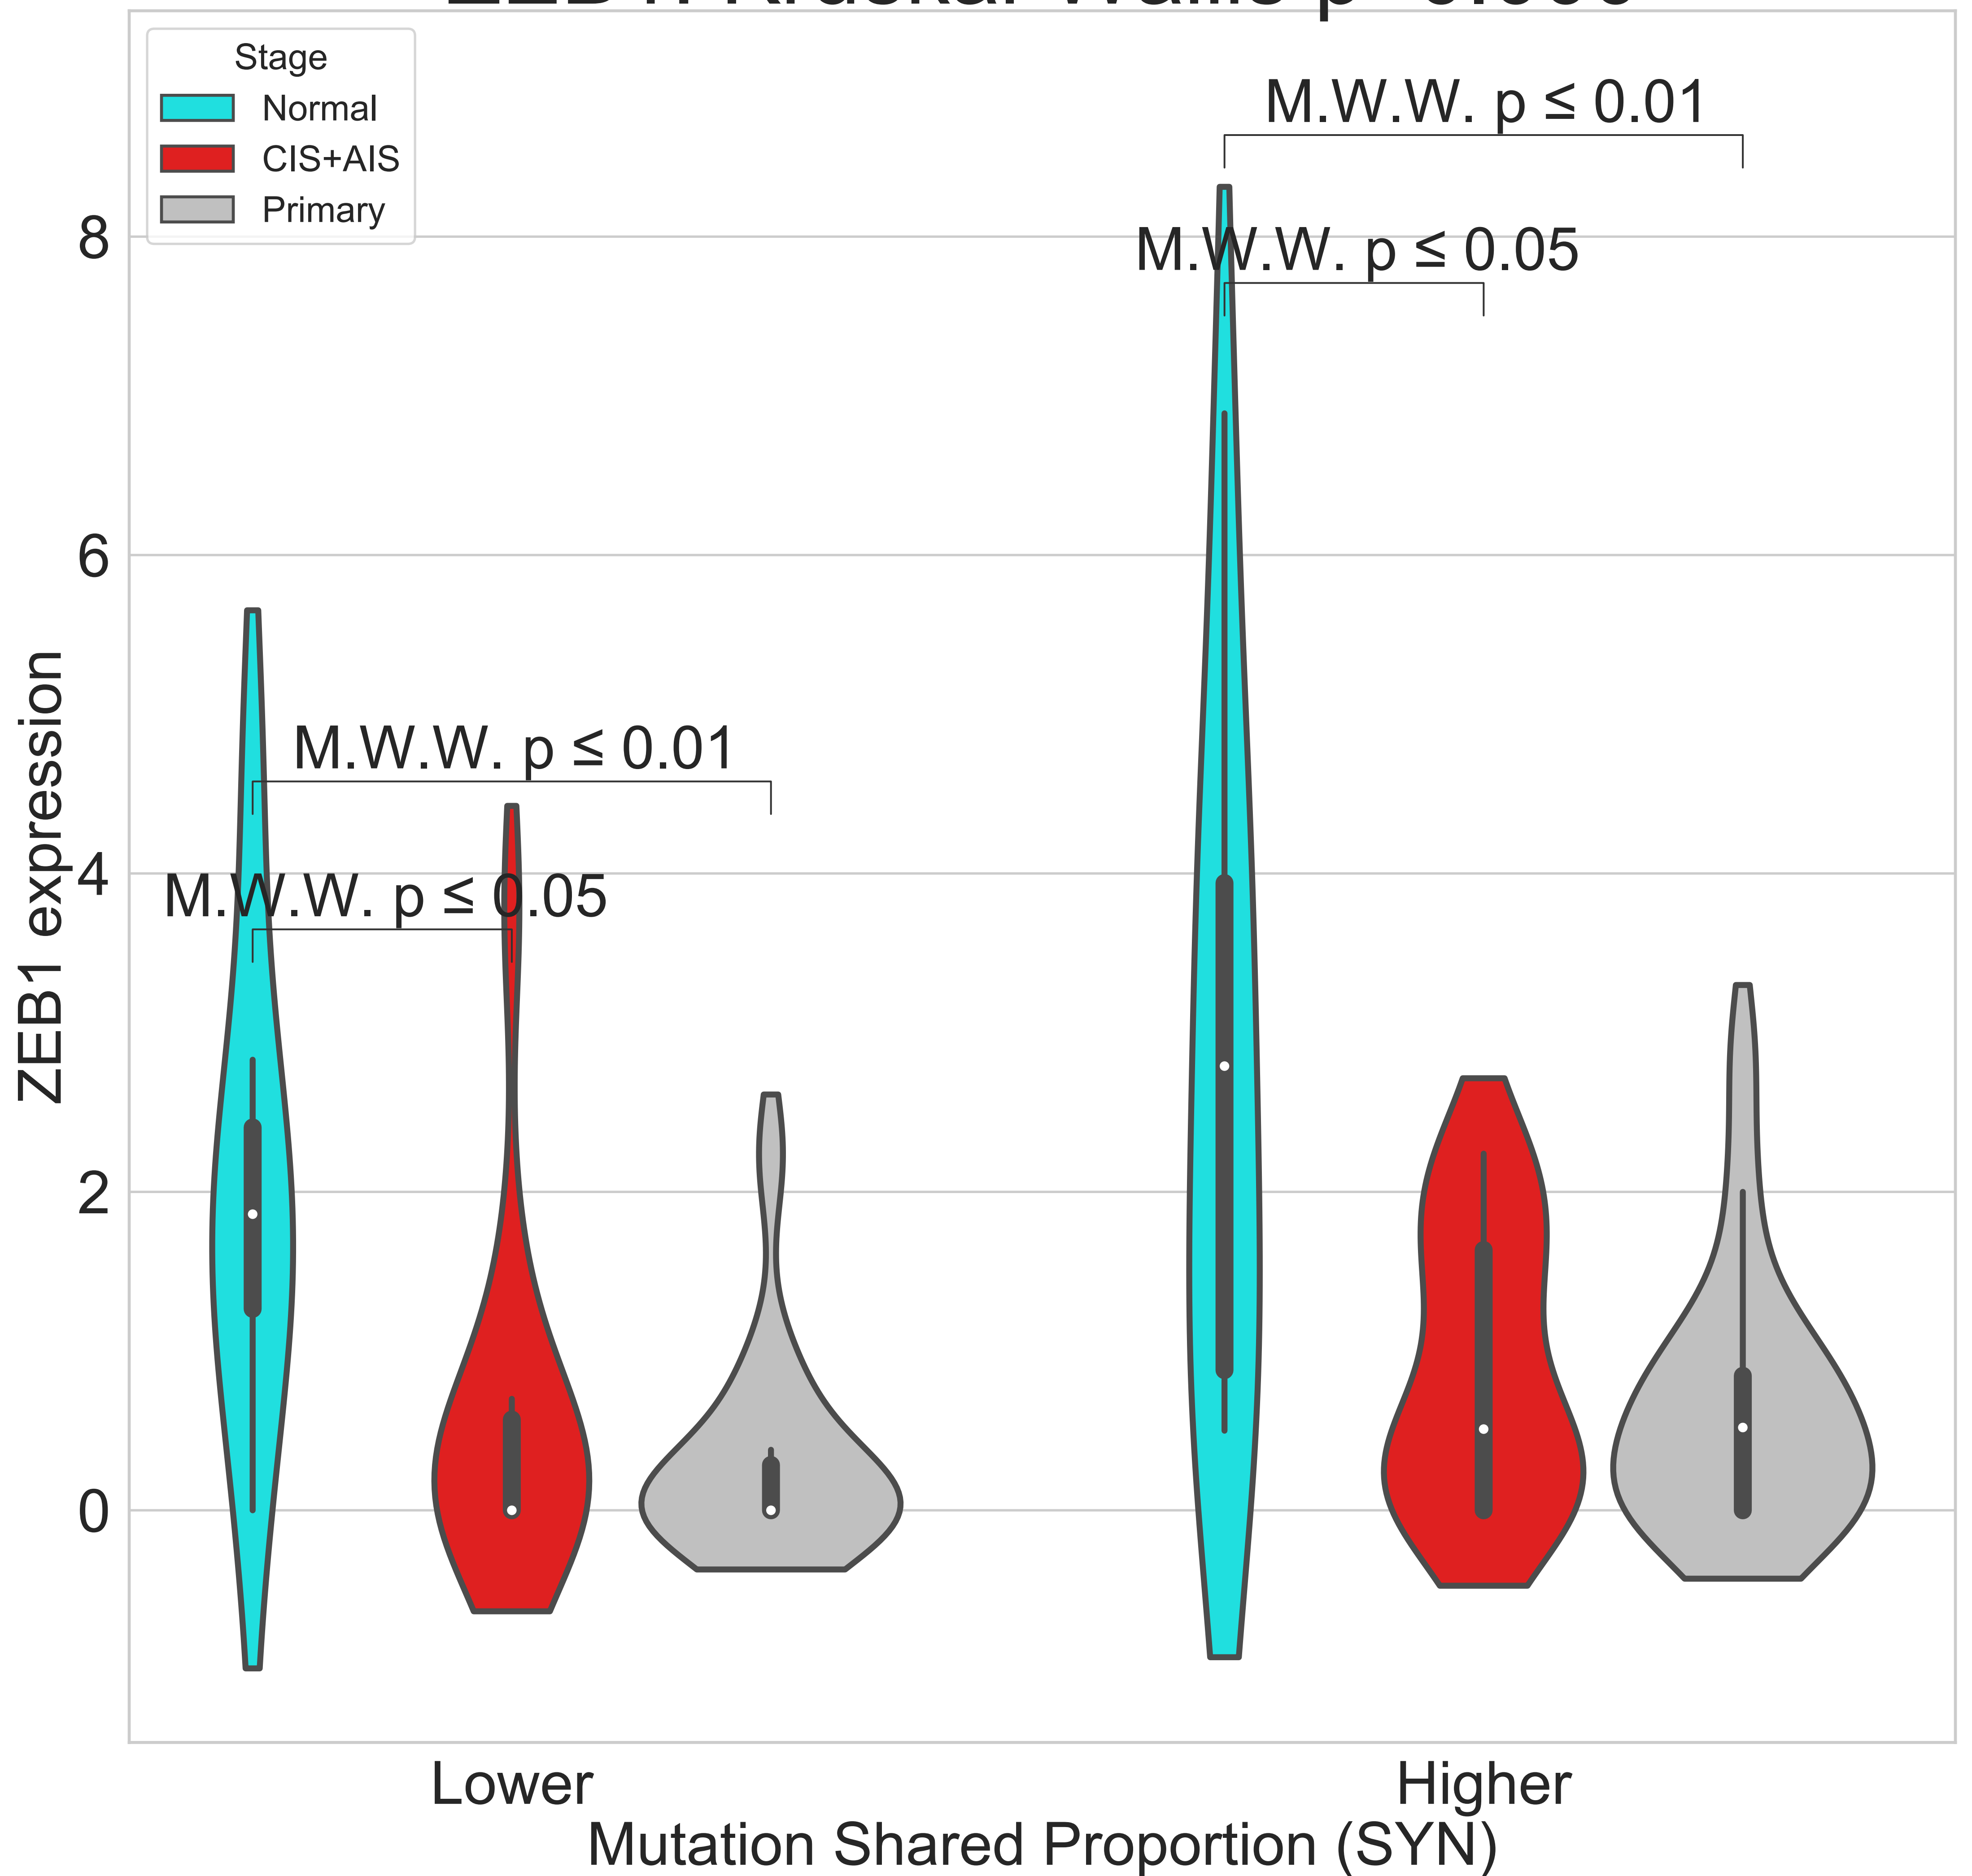 Stage
Normal
CIS+AIS
Primary
M.W.W. p ≤ 0.01
M.W.W. p ≤ 0.05
M.W.W. p ≤ 0.01
M.W.W. p ≤ 0.05
8
6
4
2
0
ZEB1 expression
Lower
Higher
Mutation Shared Proportion (SYN)